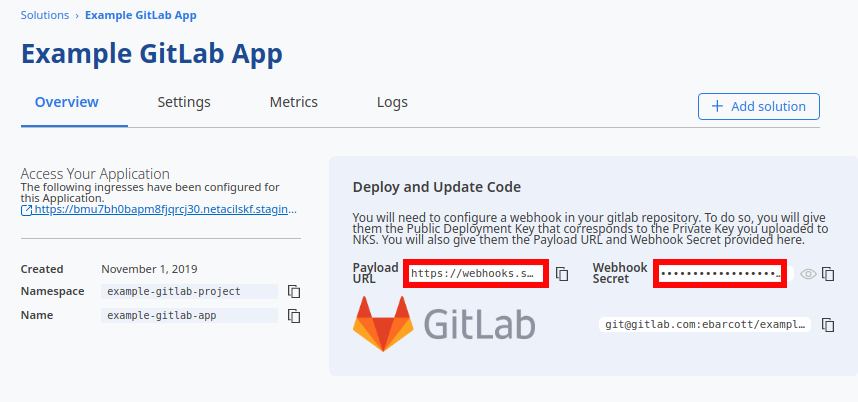 Solutions › Example GitLab App
Example GitLab App
Overview
Settings
Metrics
Logs
+ Add solution
Access Your Application
The following ingresses have been configured for
this Application.
https://bmu7bh0bapm8fjqrcj30.netacilskf.stagin…
Created November 1, 2019
Namespace example-gitlab-project
Name example-gitlab-app
Deploy and Update Code
You will need to configure a webhook in your gitlab repository. To do so, you will give
them the Public Deployment Key that corresponds to the Private Key you uploaded to
NKS. You will also give them the Payload URL and Webhook Secret provided here.
Payload
URL
https://webhooks.s…
Webhook
Secret
••••••••••••••••••…
GitLab
git@gitlab.com:ebarcott/exampl…